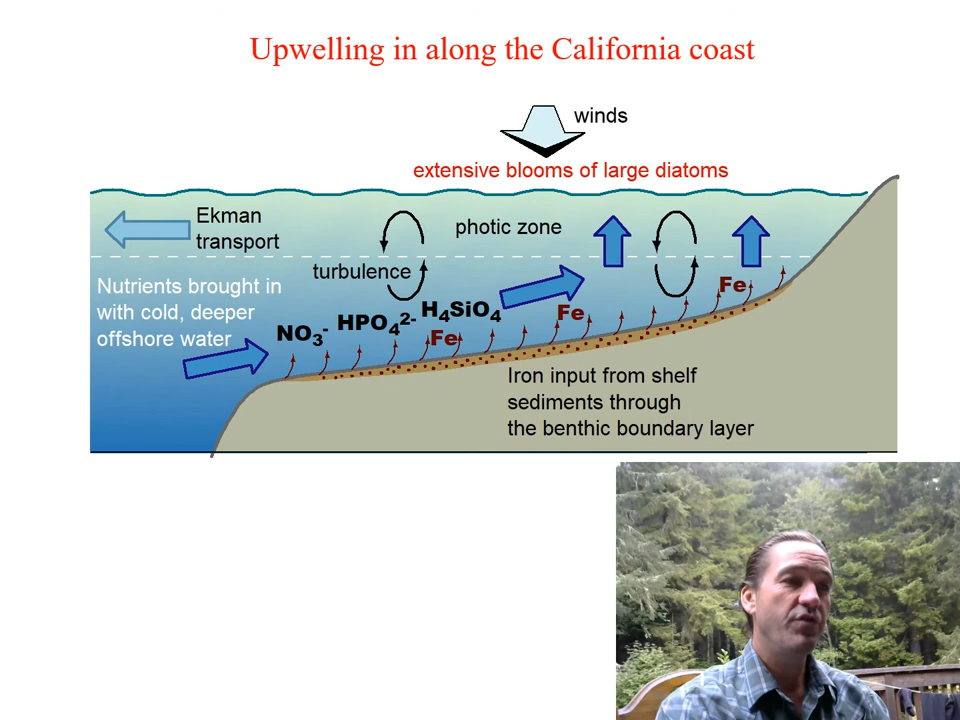 Upwelling in along the California coast
winds
extensive blooms of large diatoms
Ekman
transport
photic zone
turbulence
Nutrients brought in
with cold, deeper
offshore water
NO₃⁻
HPO₄²⁻
H₄SiO₄
Fe
Fe
Fe
Iron input from shelf
sediments through
the benthic boundary layer